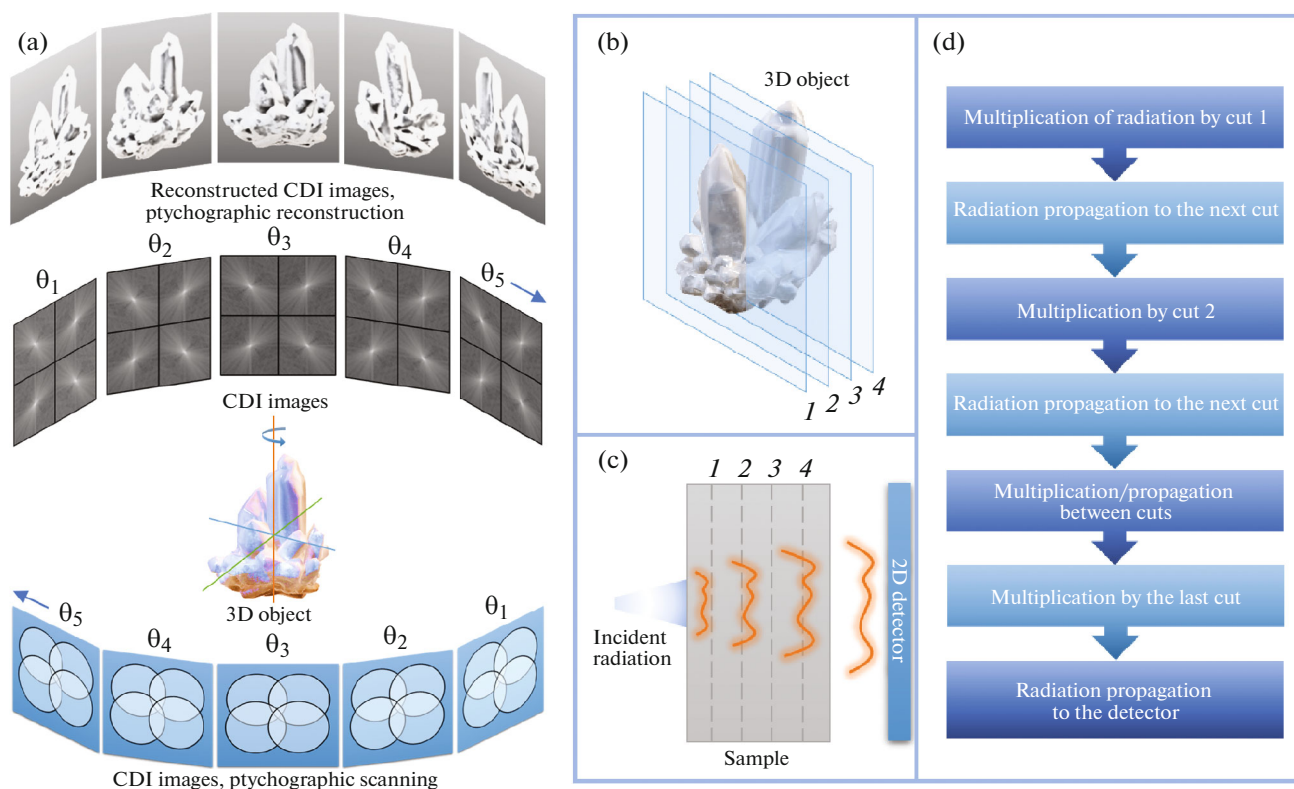 (a)
Reconstructed CDI images,
ptychographic reconstruction
θ1
θ2
θ3
θ4
θ5
CDI images
3D object
θ5
θ4
θ3
θ2
θ1
CDI images, ptychographic scanning
(b)
3D object
1 2 3 4
(c)
1 2 3 4
Incident
radiation
2D detector
Sample
(d)
Multiplication of radiation by cut 1
Radiation propagation to the next cut
Multiplication by cut 2
Radiation propagation to the next cut
Multiplication/propagation
between cuts
Multiplication by the last cut
Radiation propagation
to the detector